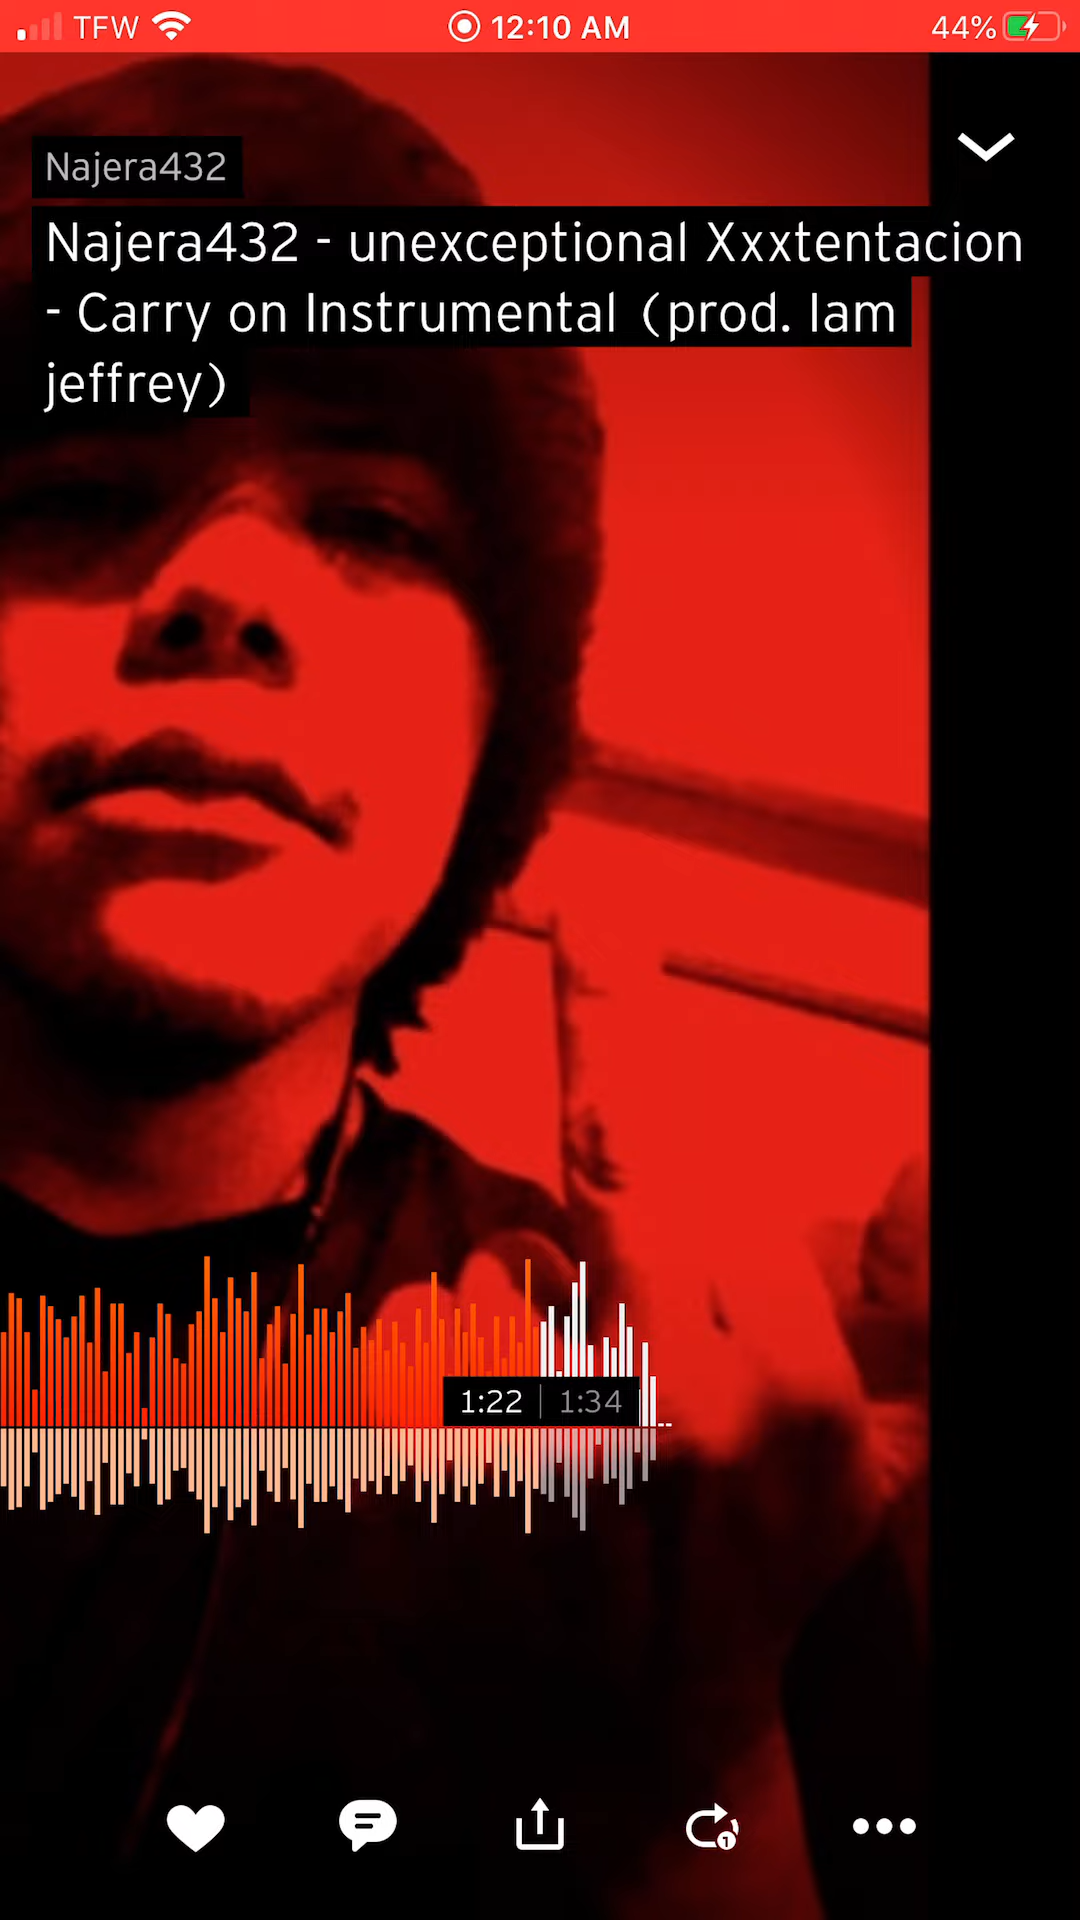 TFW 12:10 AM 44%
Najera432
Najera432 - unexceptional Xxxtentacion
- Carry on Instrumental (prod. Iam
jeffrey)
1:22 | 1:34
1